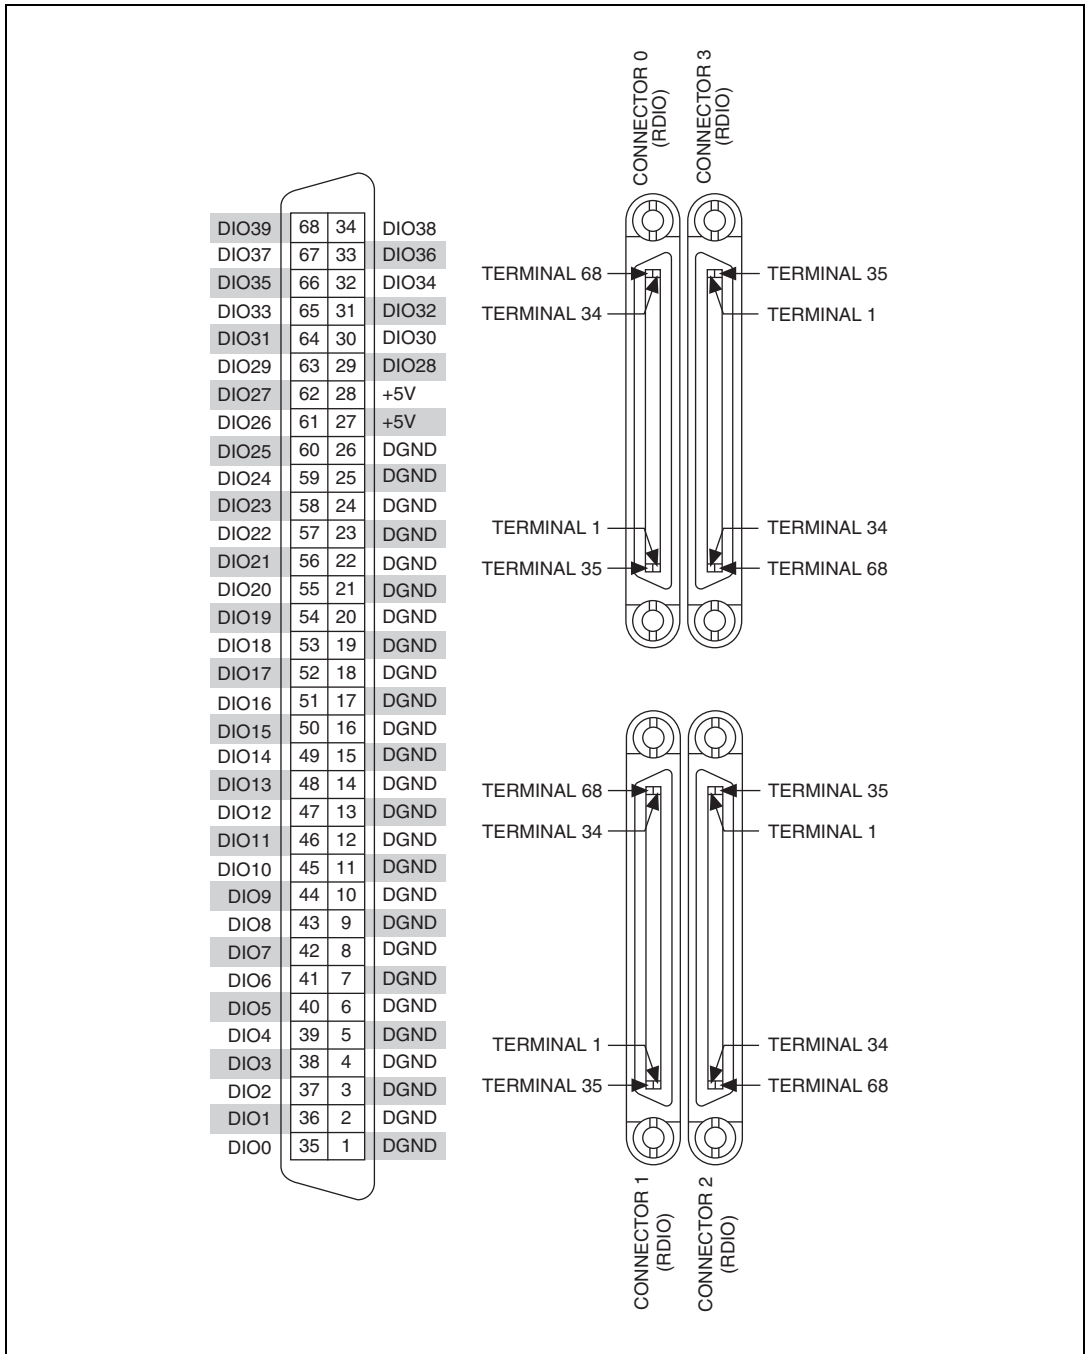 CONNECTOR 0
(RDIO)
CONNECTOR 3
(RDIO)
DIO39 68 34 DIO38
DIO37 67 33 DIO36
DIO35 66 32 DIO34
DIO33 65 31 DIO32
DIO31 64 30 DIO30
DIO29 63 29 DIO28
DIO27 62 28 +5V
DIO26 61 27 +5V
DIO25 60 26 DGND
DIO24 59 25 DGND
DIO23 58 24 DGND
DIO22 57 23 DGND
DIO21 56 22 DGND
DIO20 55 21 DGND
DIO19 54 20 DGND
DIO18 53 19 DGND
DIO17 52 18 DGND
DIO16 51 17 DGND
DIO15 50 16 DGND
DIO14 49 15 DGND
DIO13 48 14 DGND
DIO12 47 13 DGND
DIO11 46 12 DGND
DIO10 45 11 DGND
DIO9 44 10 DGND
DIO8 43 9 DGND
DIO7 42 8 DGND
DIO6 41 7 DGND
DIO5 40 6 DGND
DIO4 39 5 DGND
DIO3 38 4 DGND
DIO2 37 3 DGND
DIO1 36 2 DGND
DIO0 35 1 DGND
TERMINAL 68 TERMINAL 35
TERMINAL 34 TERMINAL 1
TERMINAL 1 TERMINAL 34
TERMINAL 35 TERMINAL 68
TERMINAL 68 TERMINAL 35
TERMINAL 34 TERMINAL 1
TERMINAL 1 TERMINAL 34
TERMINAL 35 TERMINAL 68
CONNECTOR 1
(RDIO)
CONNECTOR 2
(RDIO)